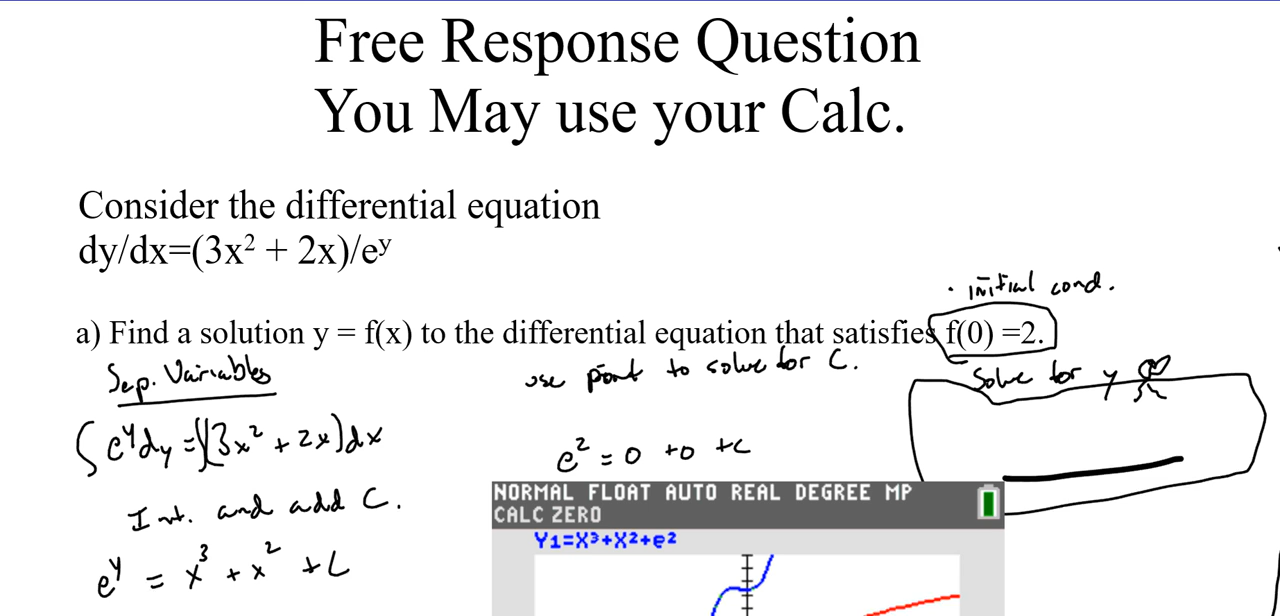 Free Response Question
You May use your Calc.
Consider the differential equation
dy/dx=(3x² + 2x)/eʸ
· initial cond.
a) Find a solution y = f(x) to the differential equation that satisfies f(0) =2.
Sep. Variables
use point to solve for C.
Solve for y
∫ eʸdy = ∫(3x² + 2x)dx
e² = 0 + 0 + C
Int. and add C.
eʸ = x³ + x² + C
NORMAL FLOAT AUTO REAL DEGREE MP
CALC ZERO
Y1=X³+X²+e²